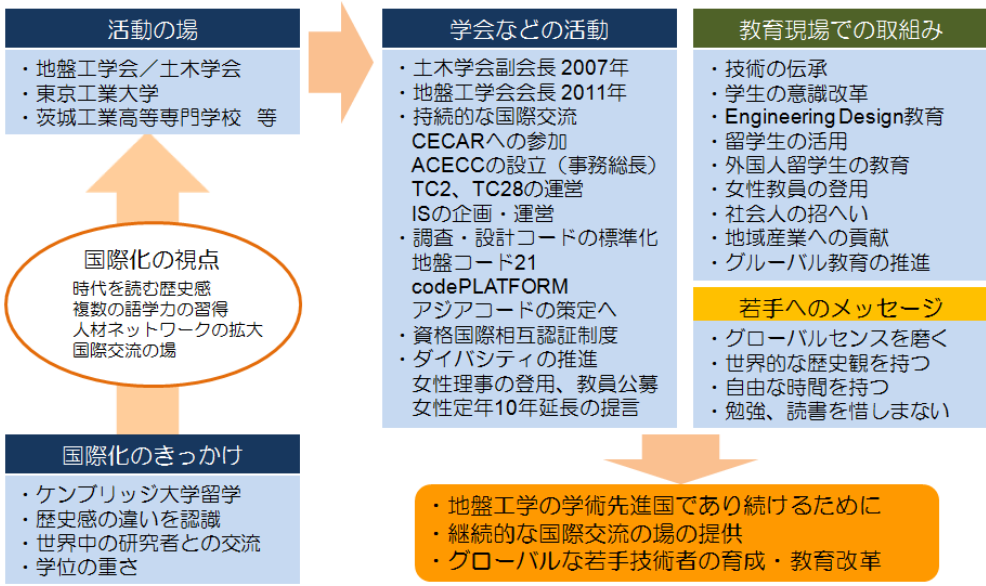 活動の場
・地盤工学会／土木学会
・東京工業大学
・茨城工業高等専門学校 等
国際化の視点
時代を読む歴史感
複数の語学力の習得
人材ネットワークの拡大
国際交流の場
国際化のきっかけ
・ケンブリッジ大学留学
・歴史感の違いを認識
・世界中の研究者との交流
・学位の重さ
学会などの活動
・土木学会副会長 2007年
・地盤工学会会長 2011年
・持続的な国際交流
CECARへの参加
ACECCの設立（事務総長）
TC2、TC28の運営
ISの企画・運営
・調査・設計コードの標準化
地盤コード21
codePLATFORM
アジアコードの策定へ
・資格国際相互認証制度
・ダイバシティの推進
女性理事の登用、教員公募
女性定年10年延長の提言
教育現場での取組み
・技術の伝承
・学生の意識改革
・Engineering Design教育
・留学生の活用
・外国人留学生の教育
・女性教員の登用
・社会人の招へい
・地域産業への貢献
・グルーバル教育の推進
若手へのメッセージ
・グローバルセンスを磨く
・世界的な歴史観を持つ
・自由な時間を持つ
・勉強、読書を惜しまない
・地盤工学の学術先進国であり続けるために
・継続的な国際交流の場の提供
・グローバルな若手技術者の育成・教育改革